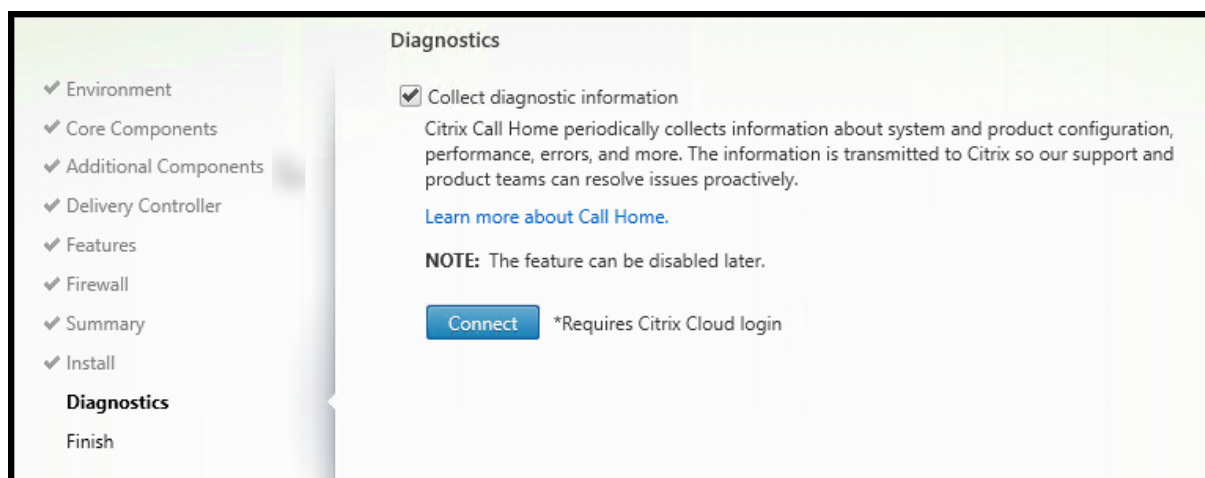 Diagnostics
Environment
Core Components
Additional Components
Delivery Controller
Features
Firewall
Summary
Install
Diagnostics
Finish
Collect diagnostic information
Citrix Call Home periodically collects information about system and product configuration,
performance, errors, and more. The information is transmitted to Citrix so our support and
product teams can resolve issues proactively.
Learn more about Call Home.
NOTE: The feature can be disabled later.
Connect *Requires Citrix Cloud login